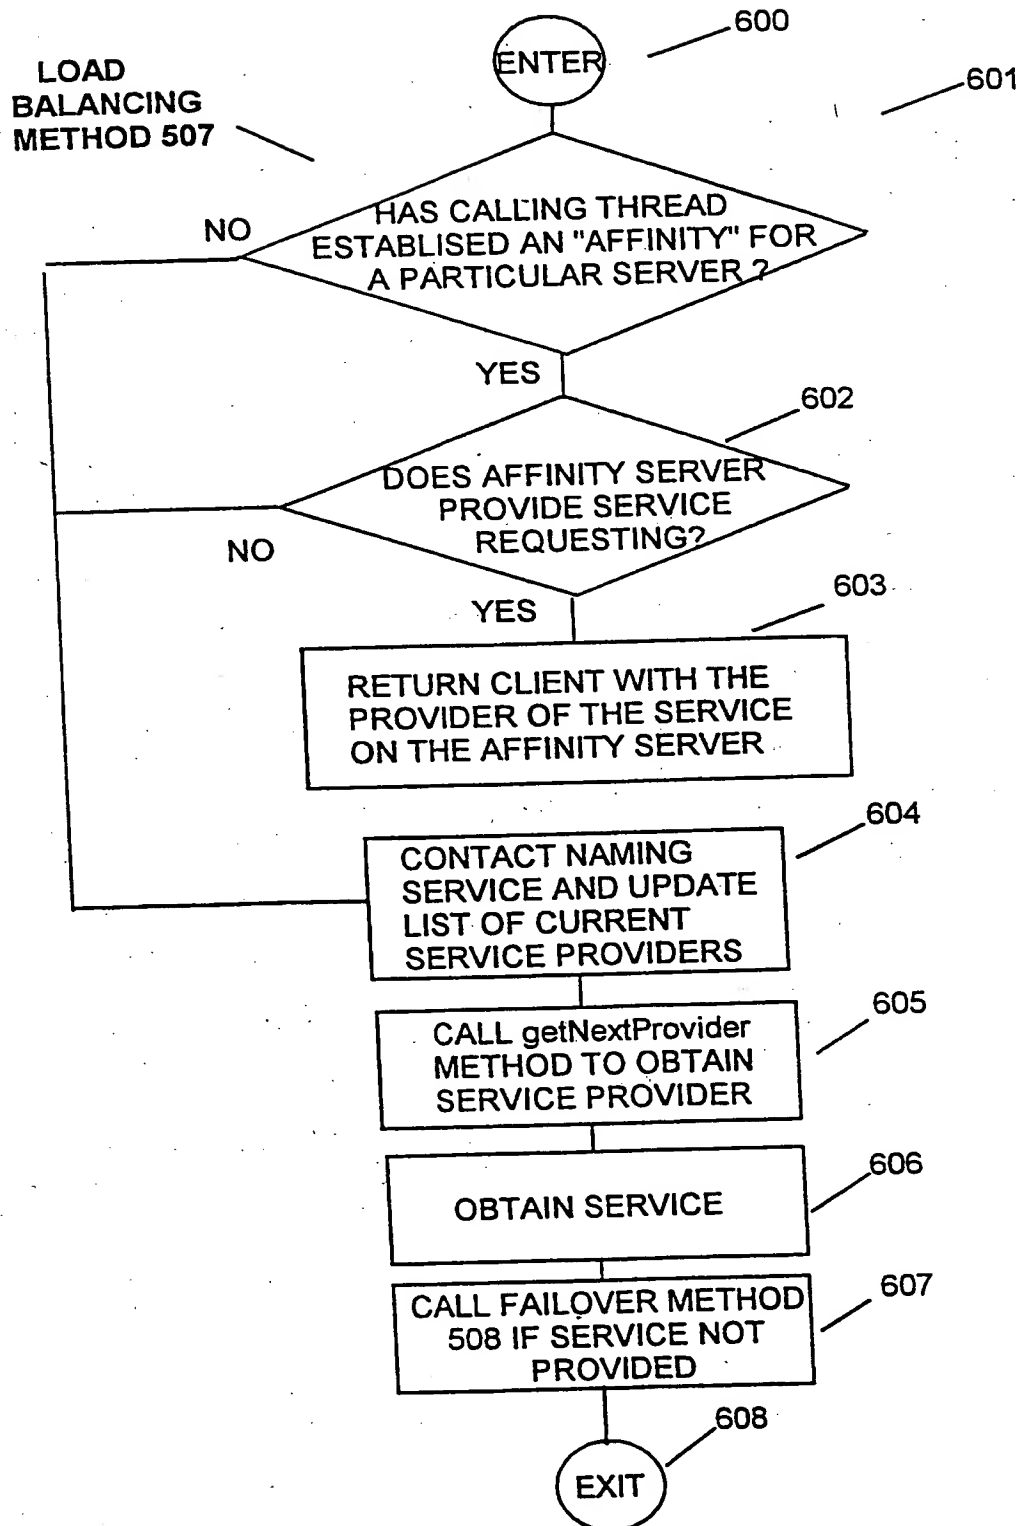 600
ENTER
LOAD
BALANCING
METHOD 507
601
HAS CALLING THREAD
ESTABLISED AN "AFFINITY" FOR
A PARTICULAR SERVER ?
NO
YES
602
DOES AFFINITY SERVER
PROVIDE SERVICE
REQUESTING?
NO
YES
603
RETURN CLIENT WITH THE
PROVIDER OF THE SERVICE
ON THE AFFINITY SERVER
604
CONTACT NAMING
SERVICE AND UPDATE
LIST OF CURRENT
SERVICE PROVIDERS
605
CALL getNextProvider
METHOD TO OBTAIN
SERVICE PROVIDER
606
OBTAIN SERVICE
607
CALL FAILOVER METHOD
508 IF SERVICE NOT
PROVIDED
608
EXIT